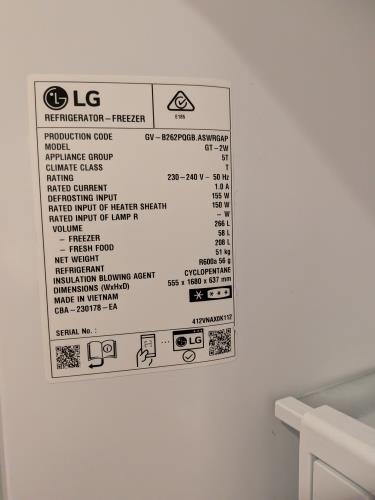 LG
REFRIGERATOR-FREEZER
E185
PRODUCTION CODE GV-B262PQGB.ASWRGAP
MODEL GT-2W
APPLIANCE GROUP 5T
CLIMATE CLASS T
RATING 230-240 V~ 50 Hz
RATED CURRENT 1.0 A
DEFROSTING INPUT 155 W
RATED INPUT OF HEATER SHEATH 150 W
RATED INPUT OF LAMP R - W
VOLUME 266 L
- FREEZER 58 L
- FRESH FOOD 208 L
NET WEIGHT 51 kg
REFRIGERANT R600a 56 g
INSULATION BLOWING AGENT CYCLOPENTANE
DIMENSIONS (WxHxD) 555 x 1680 x 637 mm
MADE IN VIETNAM
CBA-230178-EA
412VNAX0K112
SERIAL No. :
LG